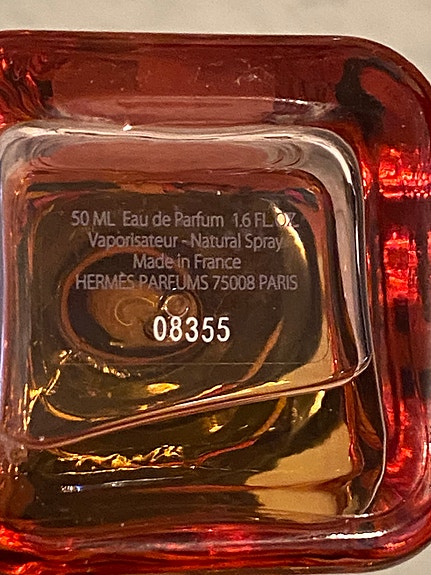 50 ML Eau de Parfum 1.6 FL.OZ
Vaporisateur - Natural Spray
Made in France
HERMÈS PARFUMS 75008 PARIS
08355